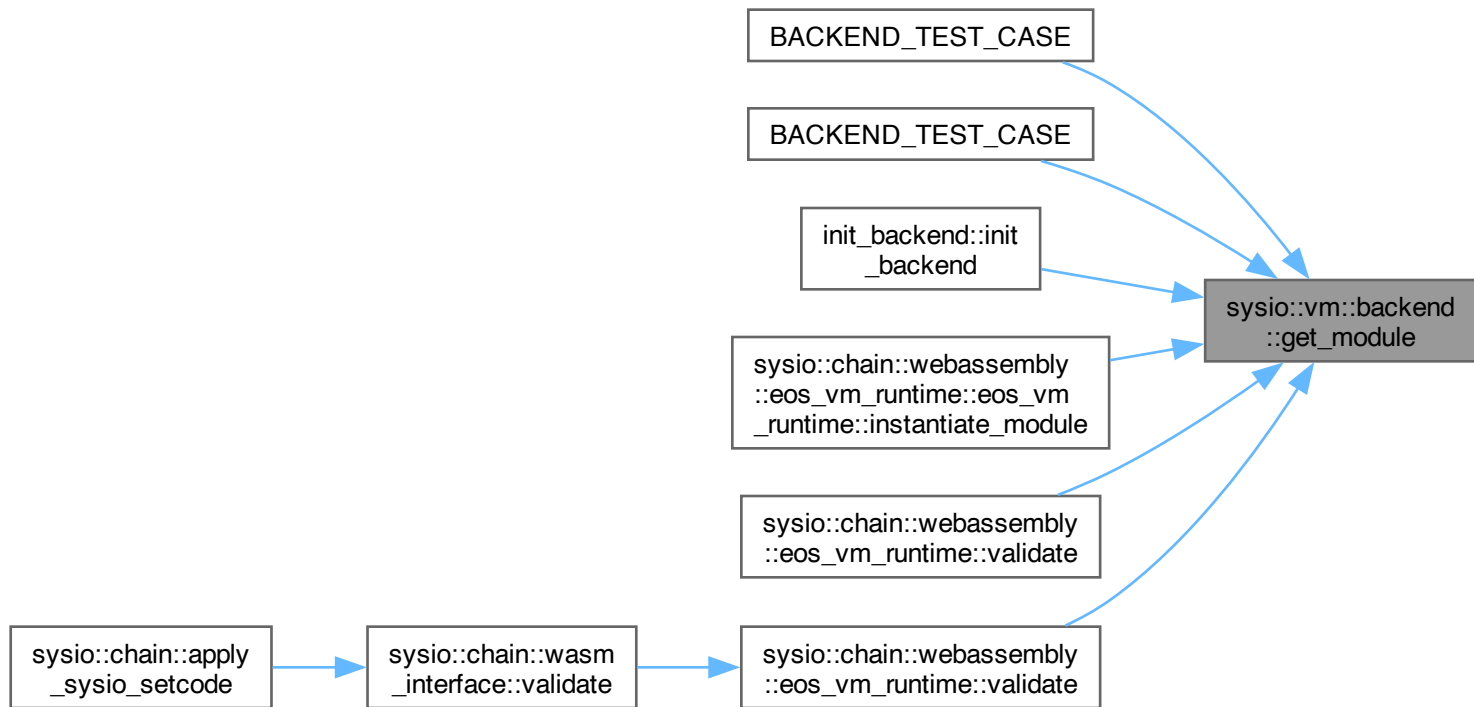 BACKEND_TEST_CASE
BACKEND_TEST_CASE
init_backend::init
_backend
sysio::vm::backend
::get_module
sysio::chain::webassembly
::eos_vm_runtime::eos_vm
_runtime::instantiate_module
sysio::chain::webassembly
::eos_vm_runtime::validate
sysio::chain::apply
_sysio_setcode
sysio::chain::wasm
_interface::validate
sysio::chain::webassembly
::eos_vm_runtime::validate